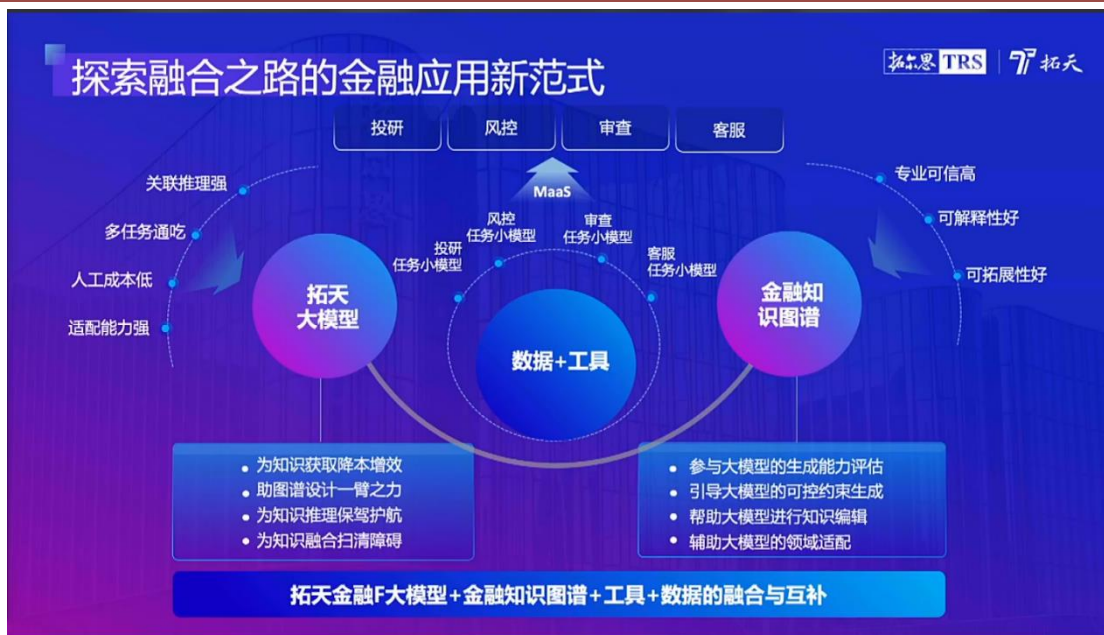 探索融合之路的金融应用新范式
拓尔思 TRS
拓天
投研
风控
审查
客服
MaaS
关联推理强
多任务通吃
人工成本低
适配能力强
拓天
大模型
投研
任务小模型
风控
任务小模型
审查
任务小模型
客服
任务小模型
数据+工具
金融知
识图谱
专业可信高
可解释性好
可拓展性好
• 为知识获取降本增效
• 助图谱设计一臂之力
• 为知识推理保驾护航
• 为知识融合扫清障碍
• 参与大模型的生成能力评估
• 引导大模型的可控约束生成
• 帮助大模型进行知识编辑
• 辅助大模型的领域适配
拓天金融F大模型+金融知识图谱+工具+数据的融合与互补